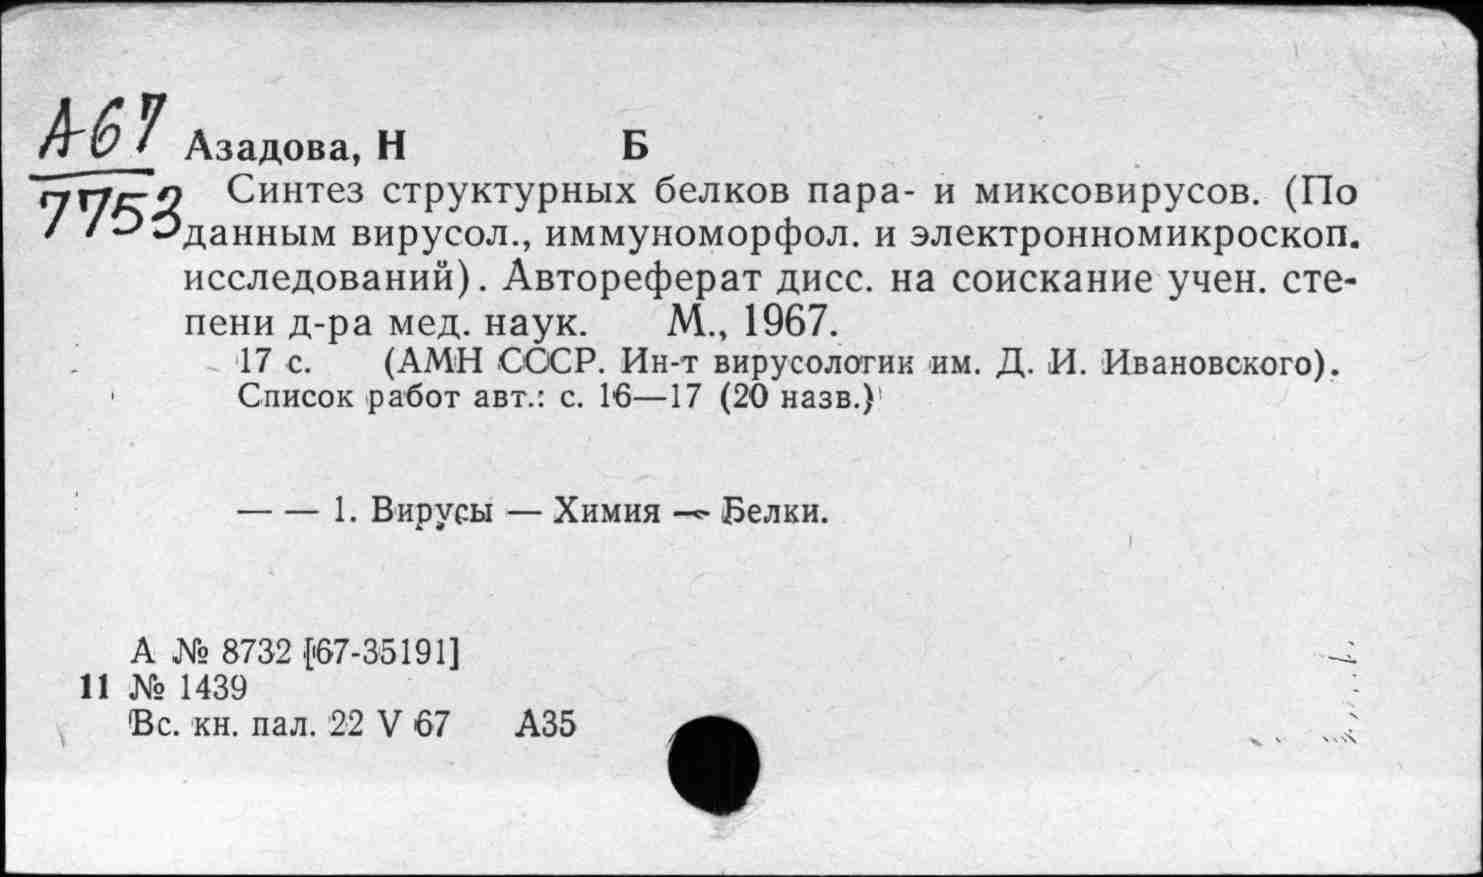 А67
Азадова, Н Б
7753
Синтез структурных белков пара- и миксовирусов. (По
данным вирусол., иммуноморфол. и электронномикроскоп.
исследований). Автореферат дисс. на соискание учен. сте-
пени д-ра мед. наук. М., 1967.
17 с. (АМН СССР. Ин-т вирусологии им. Д. И. Ивановского).
Список работ авт.: с. 16—17 (20 назв.)
— — 1. Вирусы — Химия — Белки.
А № 8732 [67-35191]
11 № 1439
Вс. кн. пал. 22 V 67 А35